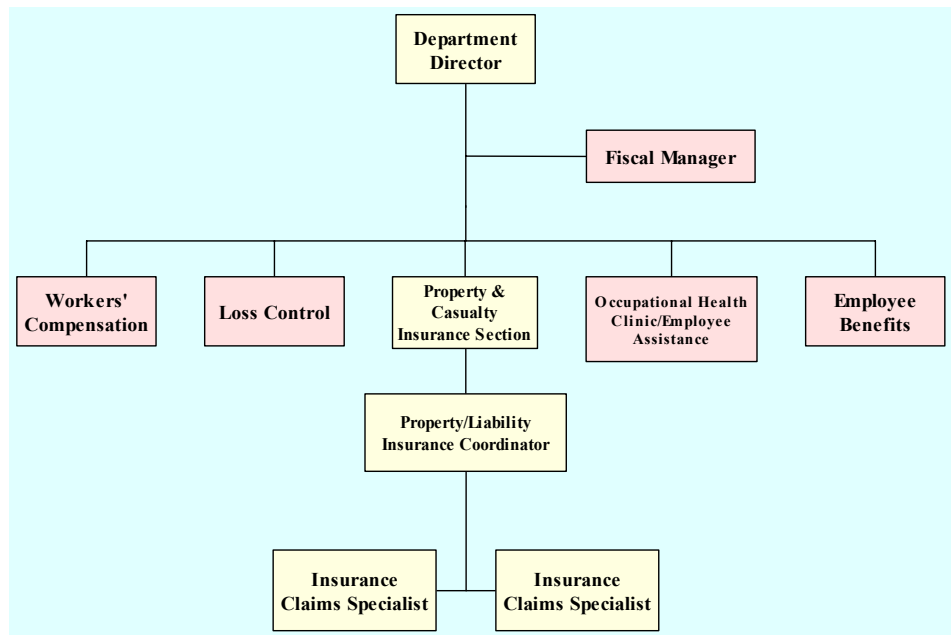 Department
Director
Fiscal Manager
Workers'
Compensation
Loss Control
Property &
Casualty
Insurance Section
Occupational Health
Clinic/Employee
Assistance
Employee
Benefits
Property/Liability
Insurance Coordinator
Insurance
Claims Specialist
Insurance
Claims Specialist